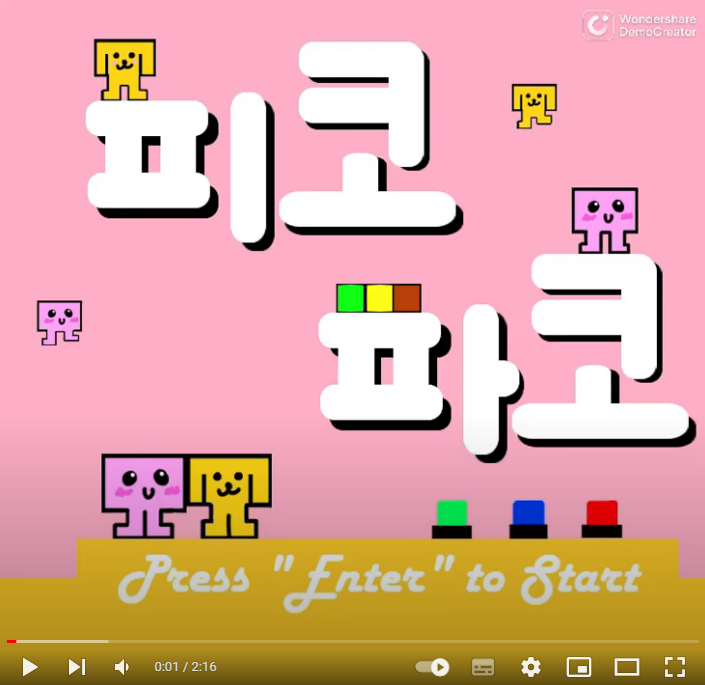 Wondershare
DemoCreator
피코
파코
Press "Enter" to Start
0:01 / 2:16